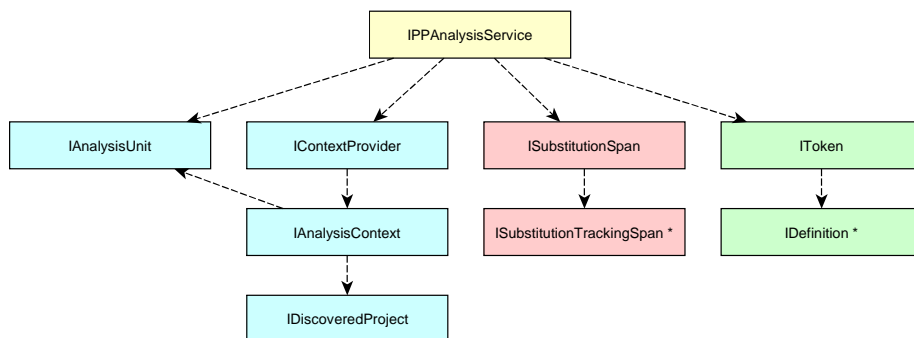 IPPAnalysisService
IAnalysisUnit
IContextProvider
ISubstitutionSpan
IToken
IAnalysisContext
ISubstitutionTrackingSpan *
IDefinition *
IDiscoveredProject